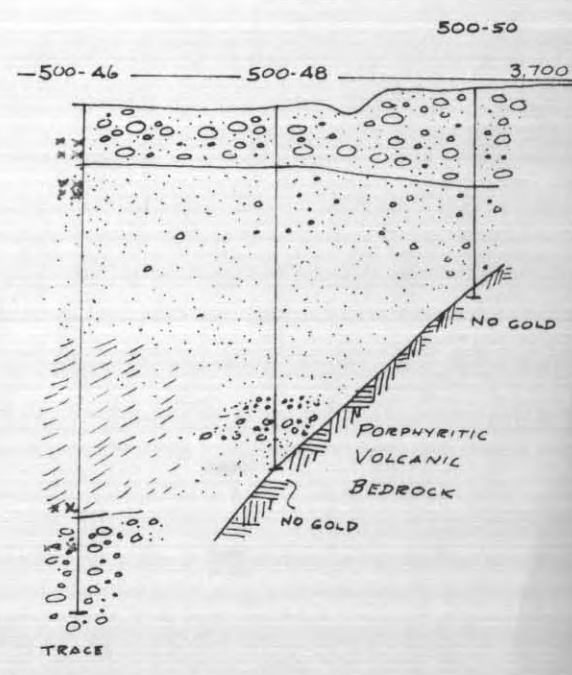 500-50
500-46
500-48
3,700
NO GOLD
PORPHYRITIC
VOLCANIC
BEDROCK
NO GOLD
TRACE